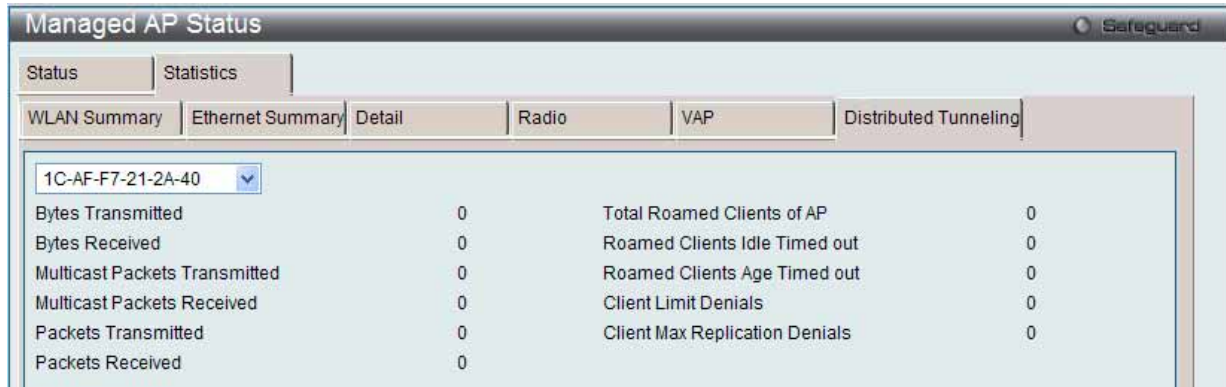 Managed AP Status
Safeguard
Status Statistics
WLAN Summary Ethernet Summary Detail Radio VAP Distributed Tunneling
1C-AF-F7-21-2A-40
Bytes Transmitted 0 Total Roamed Clients of AP 0
Bytes Received 0 Roamed Clients Idle Timed out 0
Multicast Packets Transmitted 0 Roamed Clients Age Timed out 0
Multicast Packets Received 0 Client Limit Denials 0
Packets Transmitted 0 Client Max Replication Denials 0
Packets Received 0